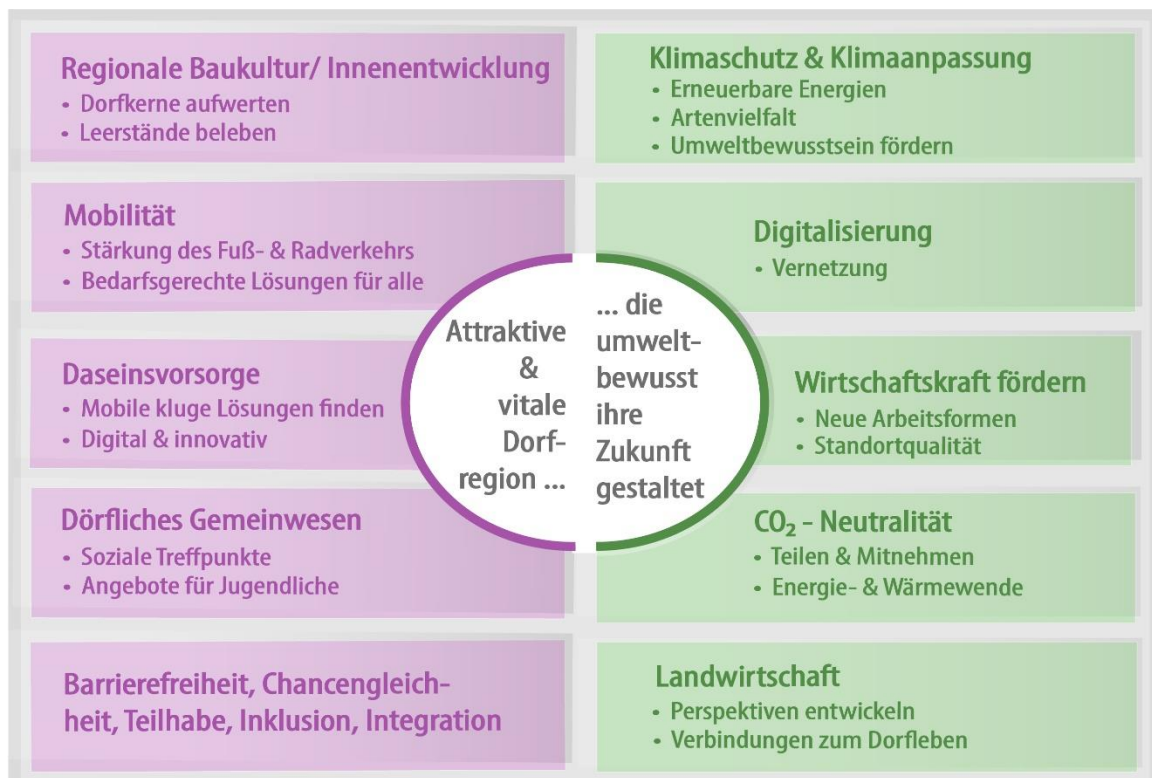 Regionale Baukultur/ Innenentwicklung
• Dorfkerne aufwerten
• Leerstände beleben
Mobilität
• Stärkung des Fuß- & Radverkehrs
• Bedarfsgerechte Lösungen für alle
Daseinsvorsorge
• Mobile kluge Lösungen finden
• Digital & innovativ
Dörfliches Gemeinwesen
• Soziale Treffpunkte
• Angebote für Jugendliche
Barrierefreiheit, Chancengleich-
heit, Teilhabe, Inklusion, Integration
Attraktive
&
vitale
Dorf-
region ...
... die
umwelt-
bewusst
ihre
Zukunft
gestaltet
Klimaschutz & Klimaanpassung
• Erneuerbare Energien
• Artenvielfalt
• Umweltbewusstsein fördern
Digitalisierung
• Vernetzung
Wirtschaftskraft fördern
• Neue Arbeitsformen
• Standortqualität
CO₂ - Neutralität
• Teilen & Mitnehmen
• Energie- & Wärmewende
Landwirtschaft
• Perspektiven entwickeln
• Verbindungen zum Dorfleben